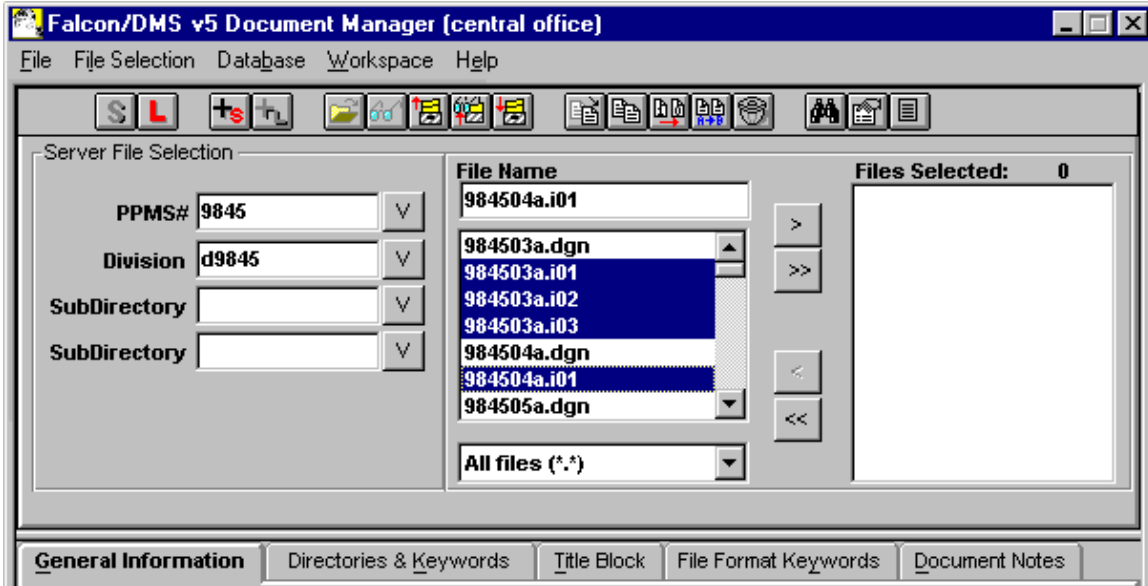 Falcon/DMS v5 Document Manager (central office)
File File Selection Database Workspace Help
S L +s +L
A→B
Server File Selection
File Name
Files Selected: 0
984504a.i01
PPMS# 9845 V
>
984503a.dgn
Division d9845 V
984503a.i01
>>
984503a.i02
SubDirectory V
984503a.i03
SubDirectory V
984504a.dgn
984504a.i01
<
984505a.dgn
<<
All files (*.*)
General Information Directories & Keywords Title Block File Format Keywords Document Notes